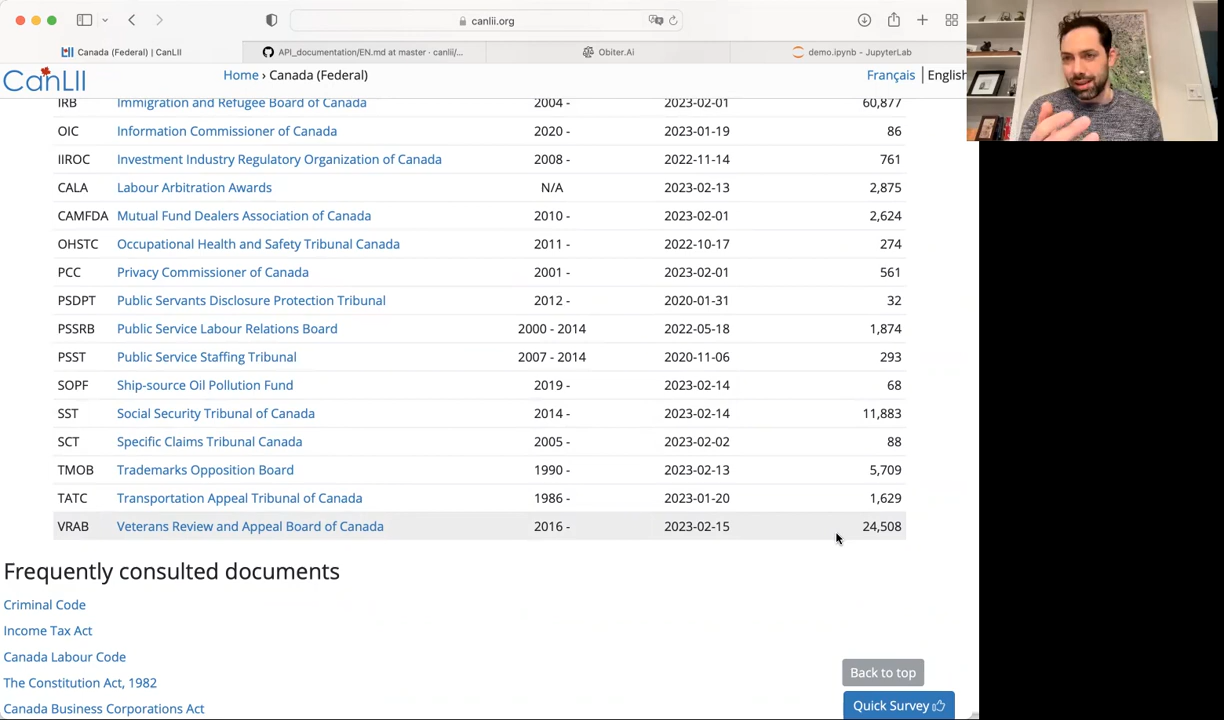 canlii.org
Canada (Federal) | CanLII
API_documentation/EN.md at master · canlii/...
Obiter.Ai
demo.ipynb – JupyterLab
CanLII
Home › Canada (Federal)
Français | English
IRB Immigration and Refugee Board of Canada 2004 - 2023-02-01 60,877
OIC Information Commissioner of Canada 2020 - 2023-01-19 86
IIROC Investment Industry Regulatory Organization of Canada 2008 - 2022-11-14 761
CALA Labour Arbitration Awards N/A 2023-02-13 2,875
CAMFDA Mutual Fund Dealers Association of Canada 2010 - 2023-02-01 2,624
OHSTC Occupational Health and Safety Tribunal Canada 2011 - 2022-10-17 274
PCC Privacy Commissioner of Canada 2001 - 2023-02-01 561
PSDPT Public Servants Disclosure Protection Tribunal 2012 - 2020-01-31 32
PSSRB Public Service Labour Relations Board 2000 - 2014 2022-05-18 1,874
PSST Public Service Staffing Tribunal 2007 - 2014 2020-11-06 293
SOPF Ship-source Oil Pollution Fund 2019 - 2023-02-14 68
SST Social Security Tribunal of Canada 2014 - 2023-02-14 11,883
SCT Specific Claims Tribunal Canada 2005 - 2023-02-02 88
TMOB Trademarks Opposition Board 1990 - 2023-02-13 5,709
TATC Transportation Appeal Tribunal of Canada 1986 - 2023-01-20 1,629
VRAB Veterans Review and Appeal Board of Canada 2016 - 2023-02-15 24,508
Frequently consulted documents
Criminal Code
Income Tax Act
Canada Labour Code
The Constitution Act, 1982
Canada Business Corporations Act
Back to top
Quick Survey